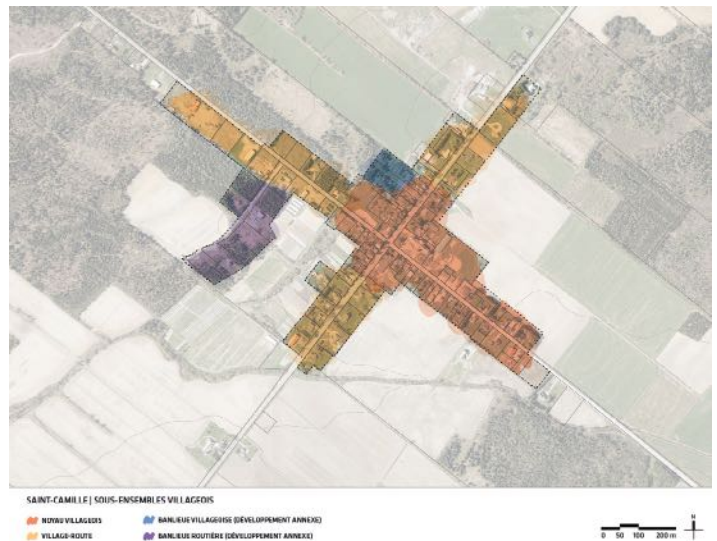 SAINT-CAMILLE | SOUS-ENSEMBLES VILLAGEOIS
NOYAU VILLAGEOIS
BANLIEUE VILLAGEOISE (DÉVELOPPEMENT ANNEXE)
VILLAGE-ROUTE
BANLIEUE ROUTIÈRE (DÉVELOPPEMENT ANNEXE)
N
0 50 100 200 m